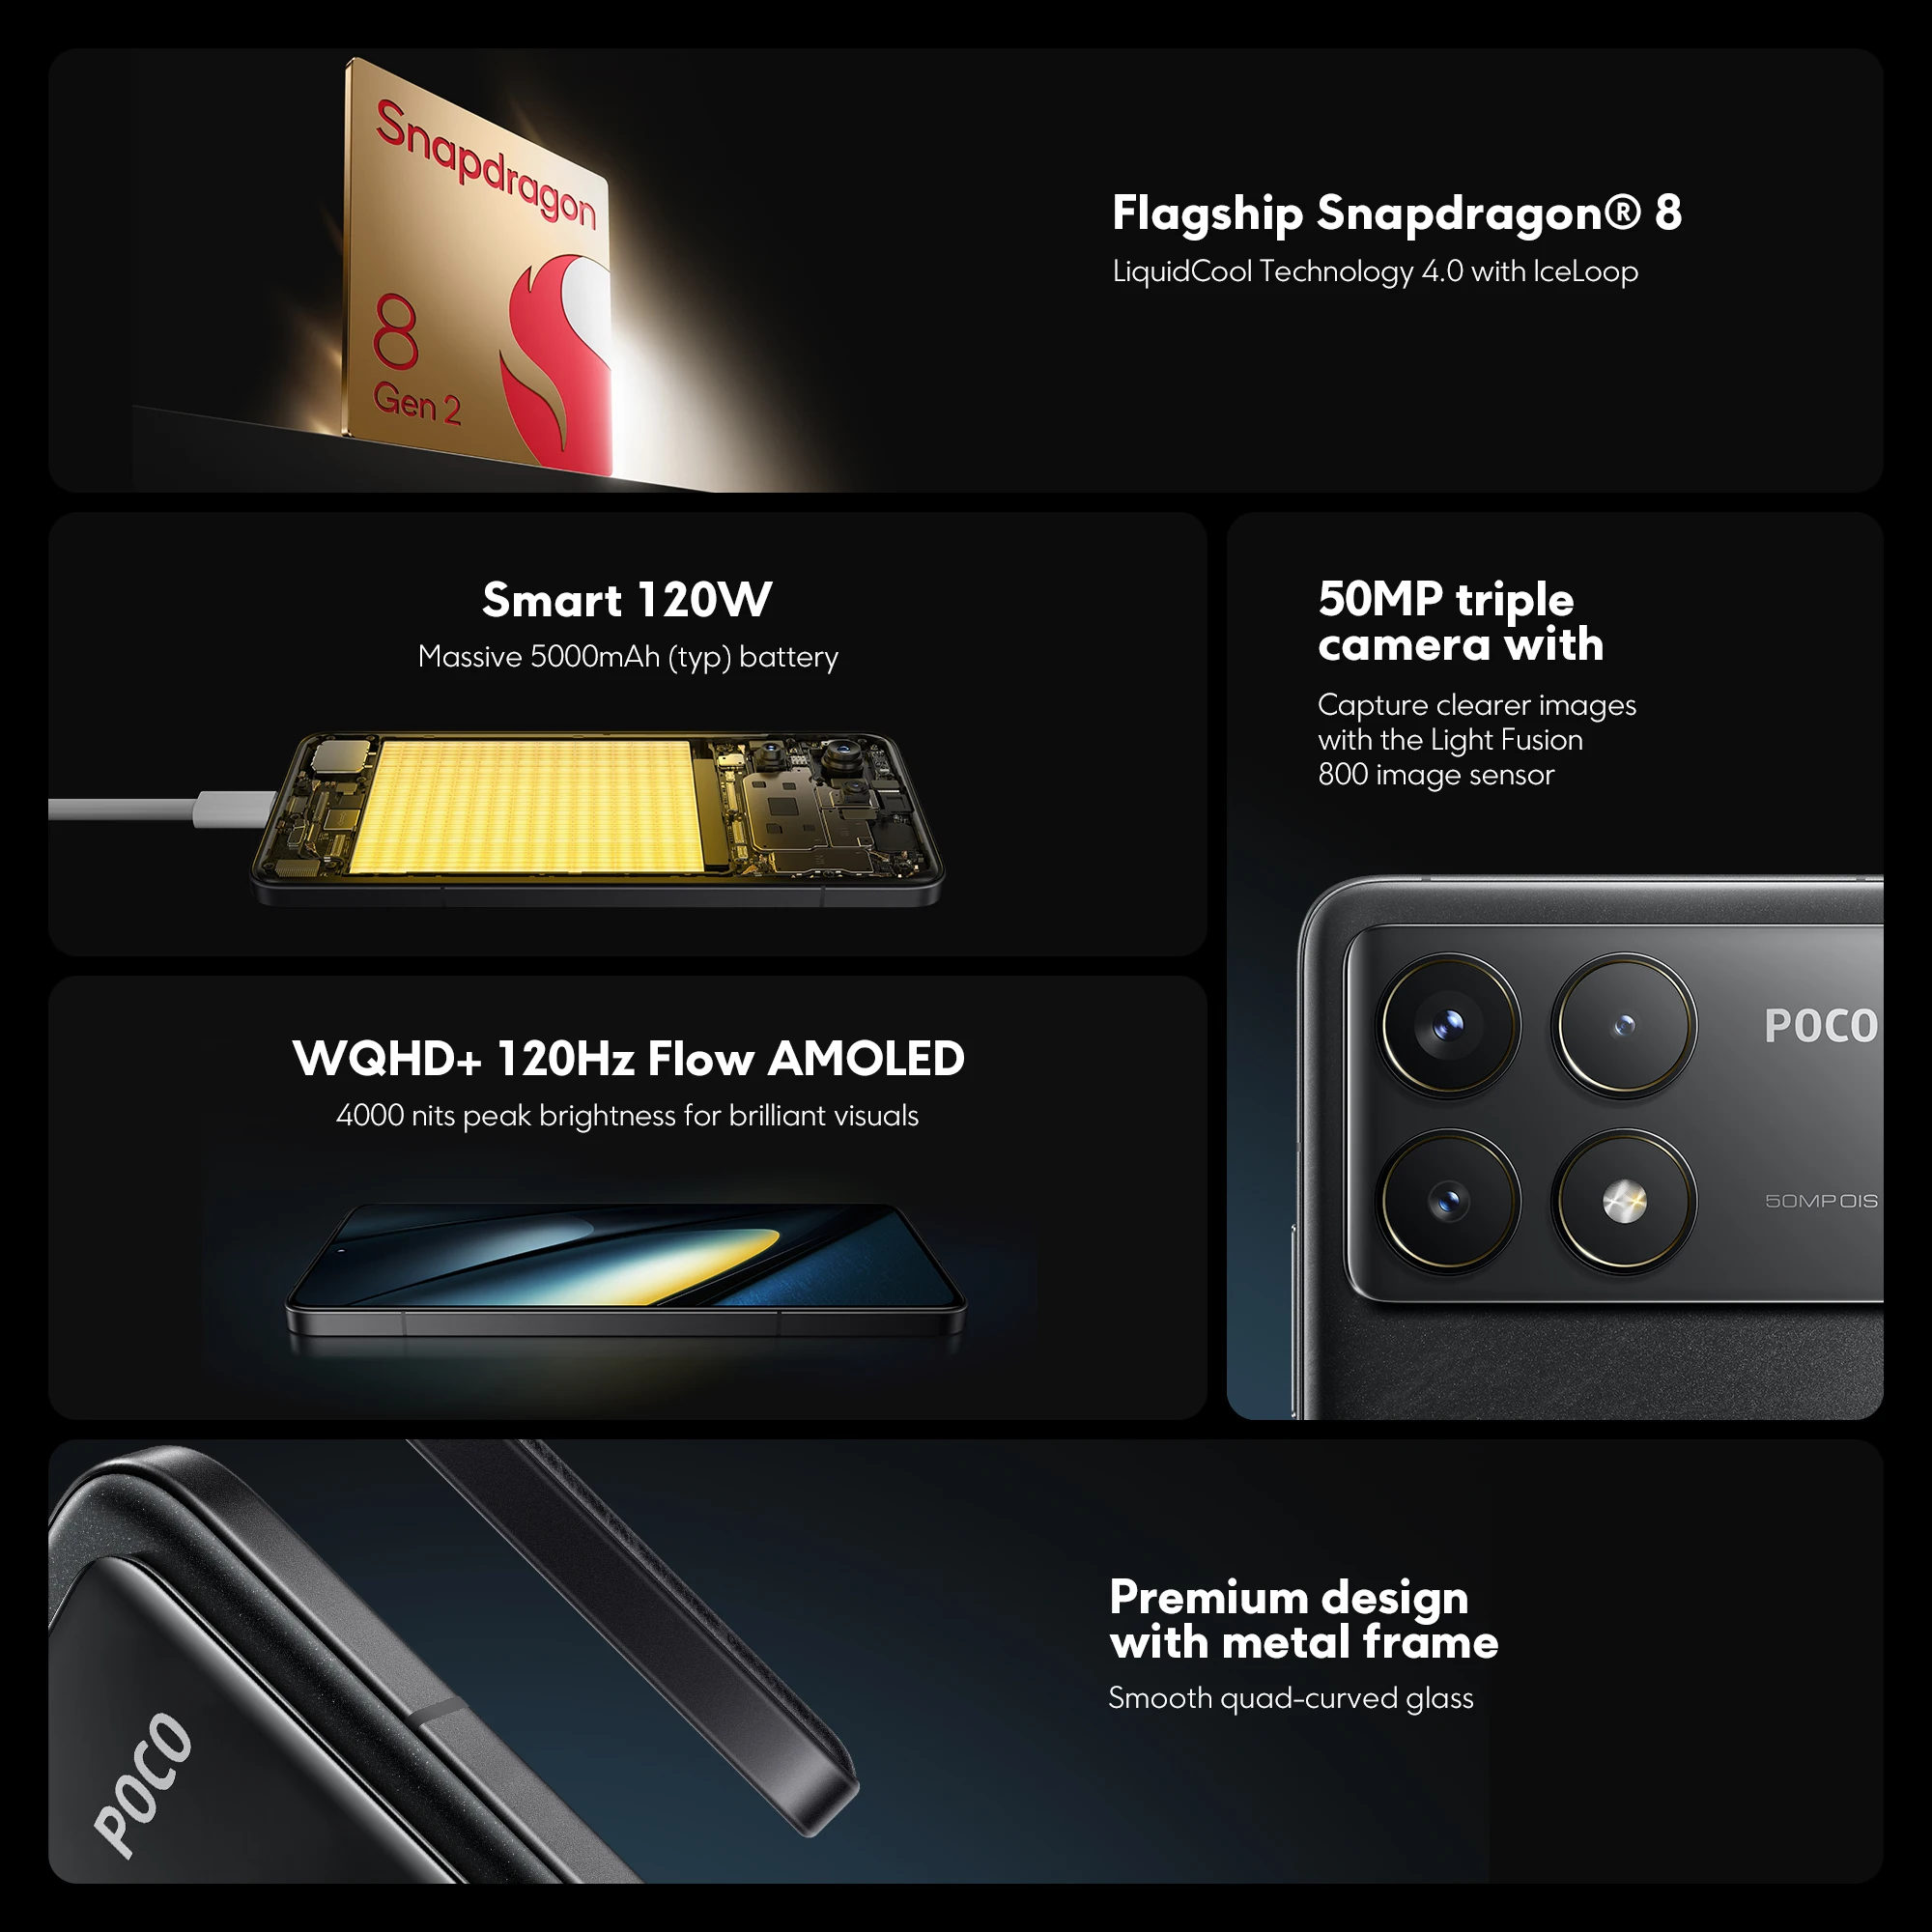 Snapdragon
8
Gen 2
Flagship Snapdragon® 8
LiquidCool Technology 4.0 with IceLoop
Smart 120W
Massive 5000mAh (typ) battery
50MP triple
camera with
Capture clearer images
with the Light Fusion
800 image sensor
POCO
50MP OIS
WQHD+ 120Hz Flow AMOLED
4000 nits peak brightness for brilliant visuals
POCO
Premium design
with metal frame
Smooth quad-curved glass